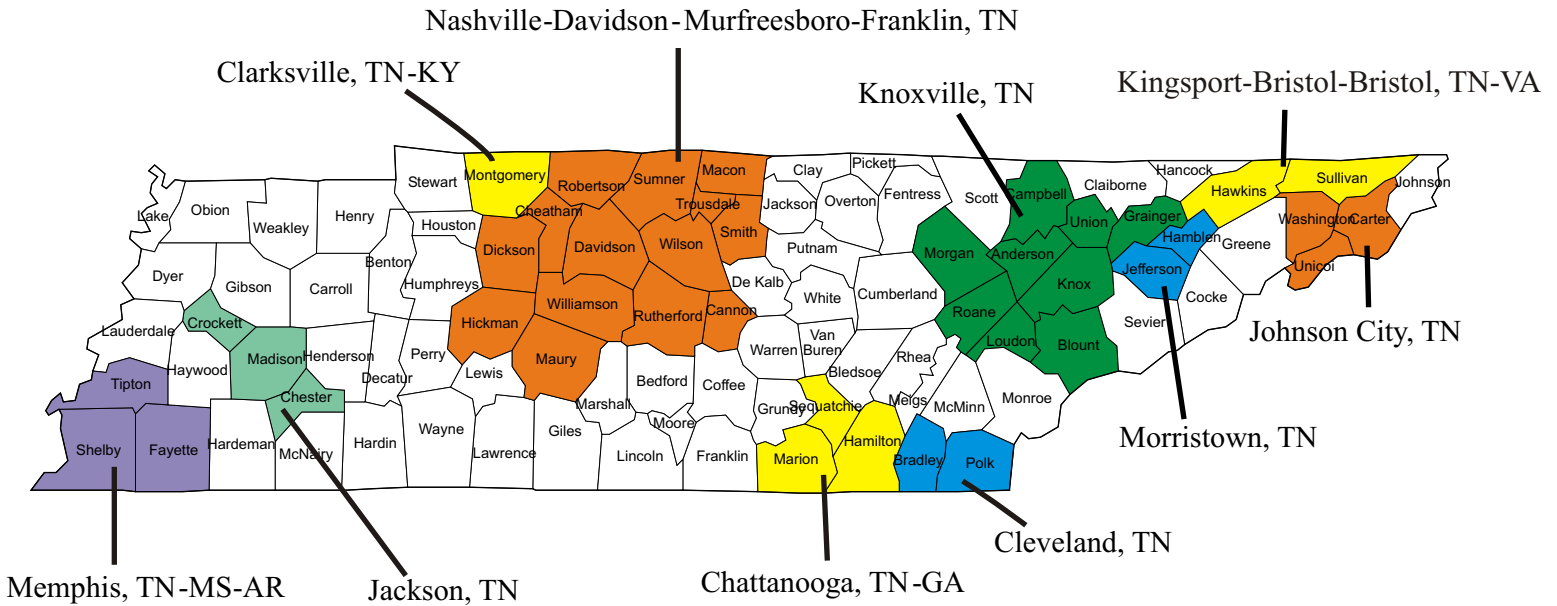 Nashville-Davidson-Murfreesboro-Franklin, TN
Clarksville, TN-KY
Knoxville, TN
Kingsport-Bristol-Bristol, TN-VA
Stewart
Montgomery
Robertson
Sumner
Macon
Clay
Pickett
Scott
Campbell
Claiborne
Hancock
Hawkins
Sullivan
Johnson
Lake
Obion
Weakley
Henry
Houston
Cheatham
Trousdale
Jackson
Overton
Fentress
Union
Grainger
Hamblen
Greene
Washington
Carter
Unicoi
Dyer
Gibson
Carroll
Benton
Humphreys
Dickson
Davidson
Wilson
Smith
Putnam
De Kalb
White
Cumberland
Morgan
Anderson
Knox
Jefferson
Cocke
Sevier
Lauderdale
Crockett
Madison
Henderson
Decatur
Perry
Hickman
Williamson
Rutherford
Cannon
Warren
Van
Buren
Bledsoe
Rhea
Roane
Loudon
Blount
Johnson City, TN
Tipton
Haywood
Chester
Lewis
Maury
Marshall
Bedford
Coffee
Grundy
Sequatchie
Meigs
McMinn
Monroe
Shelby
Fayette
Hardeman
McNairy
Hardin
Wayne
Lawrence
Giles
Lincoln
Moore
Franklin
Marion
Hamilton
Bradley
Polk
Morristown, TN
Cleveland, TN
Memphis, TN-MS-AR
Jackson, TN
Chattanooga, TN-GA